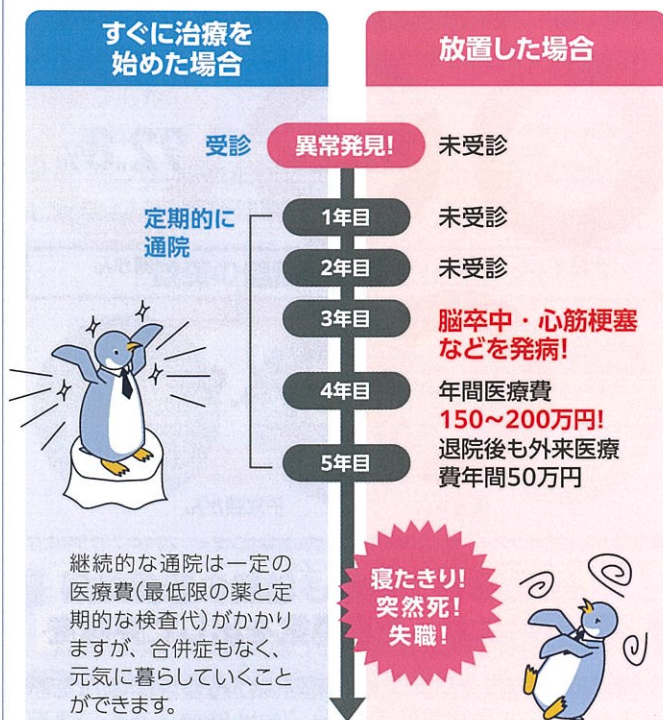 すぐに治療を
始めた場合
放置した場合
受診
異常発見!
未受診
定期的に
通院
1年目
未受診
2年目
未受診
3年目
脳卒中・心筋梗塞
などを発病!
4年目
年間医療費
150〜200万円!
退院後も外来医療
費年間50万円
5年目
継続的な通院は一定の
医療費(最低限の薬と定
期的な検査代)がかかり
ますが、合併症もなく、
元気に暮らしていくこと
ができます。
寝たきり!
突然死!
失職!